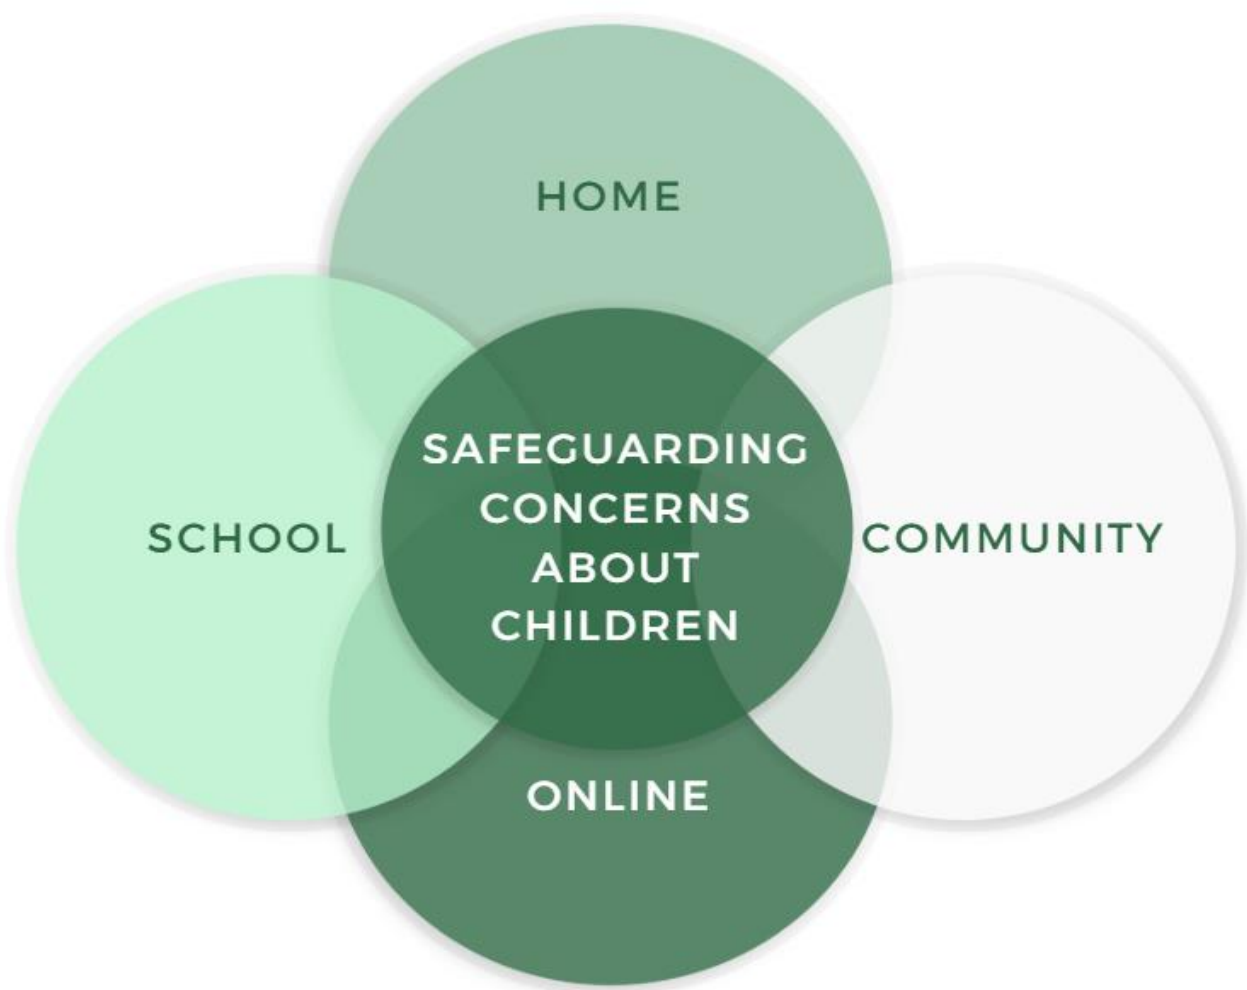 HOME
SCHOOL
SAFEGUARDING
CONCERNS
ABOUT
CHILDREN
COMMUNITY
ONLINE